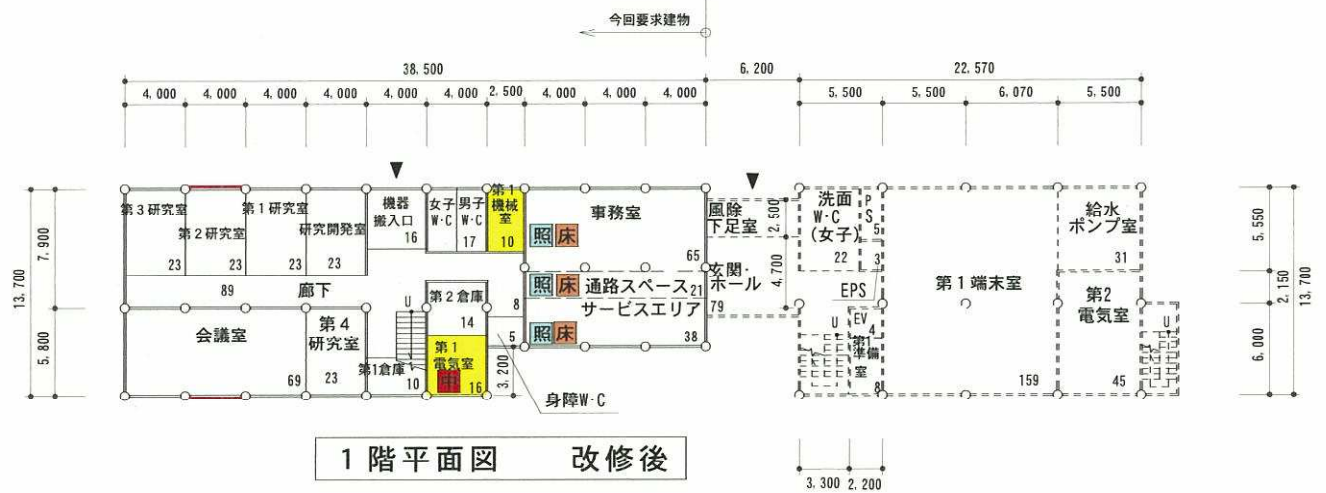 今回要求建物
38,500
6,200
22,570
4,000
4,000
4,000
4,000
4,000
4,000
2,500
4,000
4,000
4,000
5,500
5,500
6,070
5,500
第3研究室
23
第2研究室
23
第1研究室
23
研究開発室
23
機器
搬入口
16
女子
W・C
男子
W・C
17
第1
機械
室
10
事務室
照 床
65
風除
下足室
2,500
洗面
W・C
(女子)
22
P
S
5
3
EPS
第1端末室
159
給水
ポンプ室
31
89
廊下
U
第2倉庫
14
8
照 床
通路スペース
21
玄関・
ホール
79
4,700
サービスエリア
照 床
38
会議室
69
第4
研究室
23
第1倉庫
10
第1
電気室
中
16
5
3,200
身障W・C
U
EV
4
第1
準備
室
8
第2
電気室
45
U
7,900
5,800
13,700
5,550
2,150
6,000
13,700
3,300
2,200
1階平面図 改修後